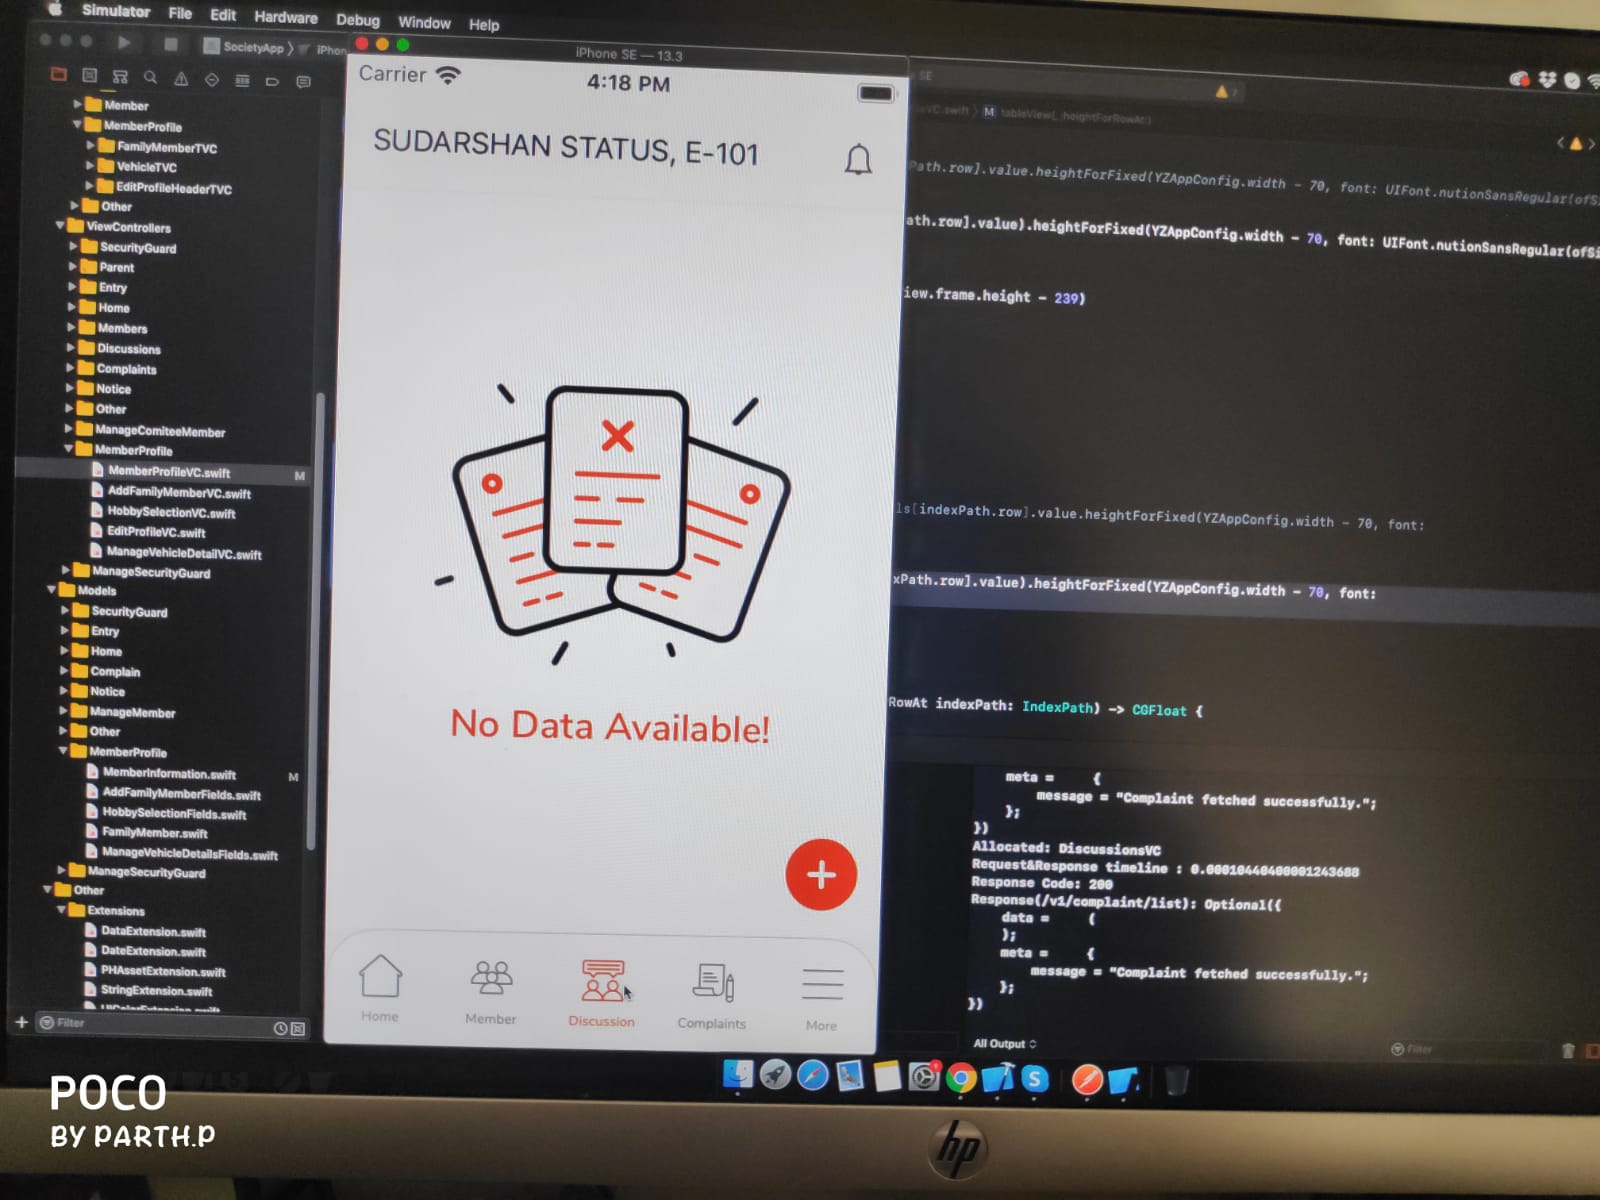 Simulator File Edit Hardware Debug Window Help
SocietyApp
iPhone SE — 13.3
SE
Carrier
4:18 PM
SUDARSHAN STATUS, E-101
No Data Available!
Home
Member
Discussion
Complaints
More
Member
MemberProfile
FamilyMemberTVC
VehicleTVC
EditProfileHeaderTVC
Other
ViewControllers
SecurityGuard
Parent
Entry
Home
Members
Discussions
Complaints
Notice
Other
ManageComiteeMember
MemberProfile
MemberProfileVC.swift M
AddFamilyMemberVC.swift
HobbySelectionVC.swift
EditProfileVC.swift
ManageVehicleDetailVC.swift
ManageSecurityGuard
Models
SecurityGuard
Entry
Home
Complain
Notice
ManageMember
Other
MemberProfile
MemberInformation.swift M
AddFamilyMemberFields.swift
HobbySelectionFields.swift
FamilyMember.swift
ManageVehicleDetailsFields.swift
ManageSecurityGuard
Other
Extensions
DataExtension.swift
DateExtension.swift
PHAssetExtension.swift
StringExtension.swift
Filter
VC.swift M tableView(_:heightForRowAt:)
Path.row].value.heightForFixed(YZAppConfig.width - 70, font: UIFont.nutionSansRegular(ofSi
ath.row].value).heightForFixed(YZAppConfig.width - 70, font: UIFont.nutionSansRegular(ofSi
iew.frame.height - 239)
ls[indexPath.row].value.heightForFixed(YZAppConfig.width - 70, font:
xPath.row].value).heightForFixed(YZAppConfig.width - 70, font:
RowAt indexPath: IndexPath) -> CGFloat {
meta = {
message = "Complaint fetched successfully.";
};
})
Allocated: DiscussionsVC
Request&Response timeline : 0.00010440400001243688
Response Code: 200
Response(/v1/complaint/list): Optional({
data = (
);
meta = {
message = "Complaint fetched successfully.";
};
})
All Output
Filter
POCO
BY PARTH.P
hp